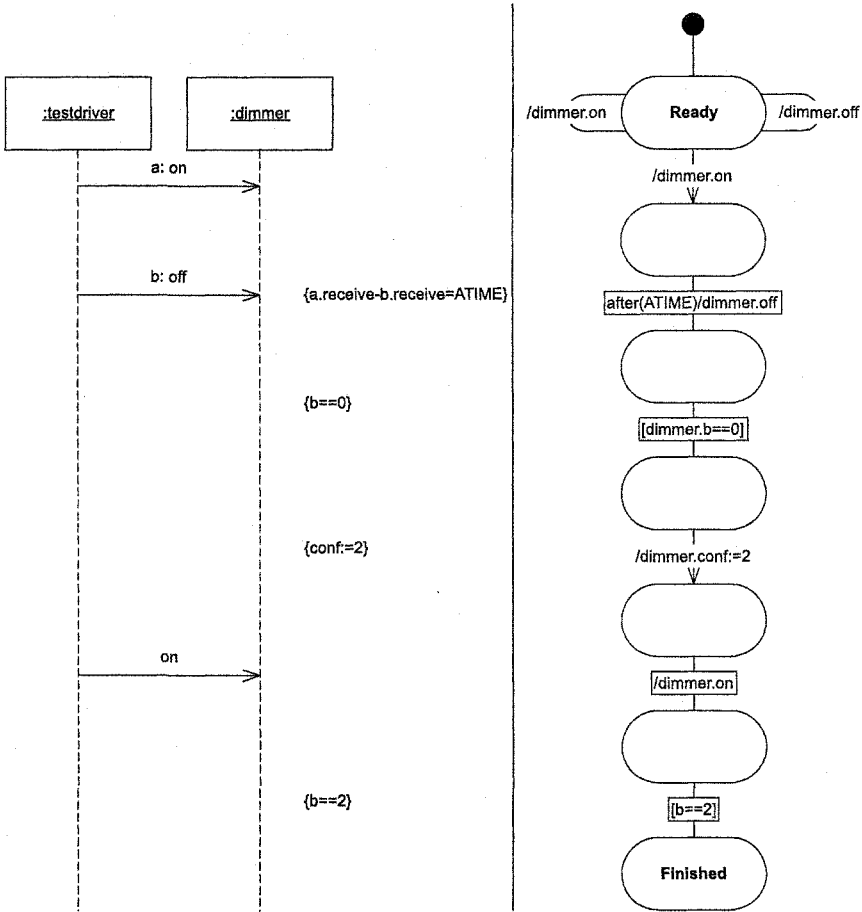 :testdriver
:dimmer
a: on
b: off
{a.receive-b.receive=ATIME}
{b==0}
{conf:=2}
on
{b==2}
/dimmer.on
Ready
/dimmer.off
/dimmer.on
after(ATIME)/dimmer.off
[dimmer.b==0]
/dimmer.conf:=2
/dimmer.on
[b==2]
Finished